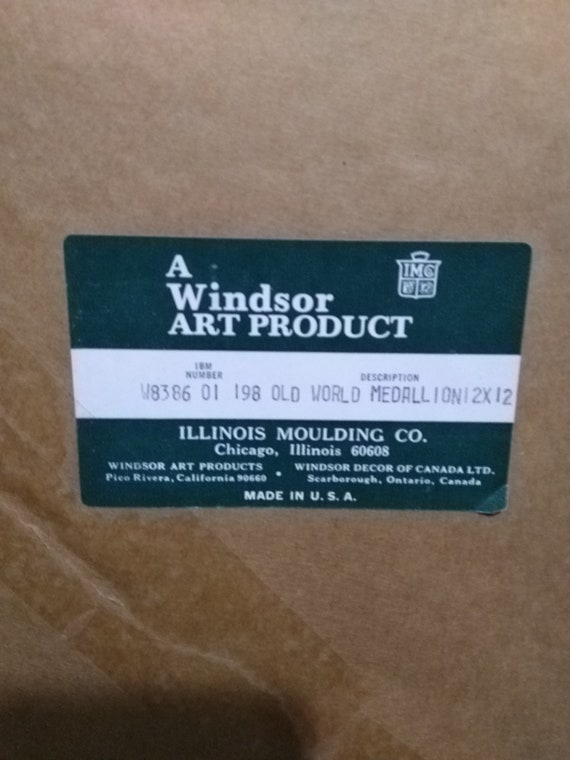 A
Windsor
ART PRODUCT
IMC
IBM
NUMBER
DESCRIPTION
W8386 01 198 OLD WORLD MEDALLION12X12
ILLINOIS MOULDING CO.
Chicago, Illinois 60608
WINDSOR ART PRODUCTS • WINDSOR DECOR OF CANADA LTD.
Pico Rivera, California 90660 Scarborough, Ontario, Canada
MADE IN U.S.A.